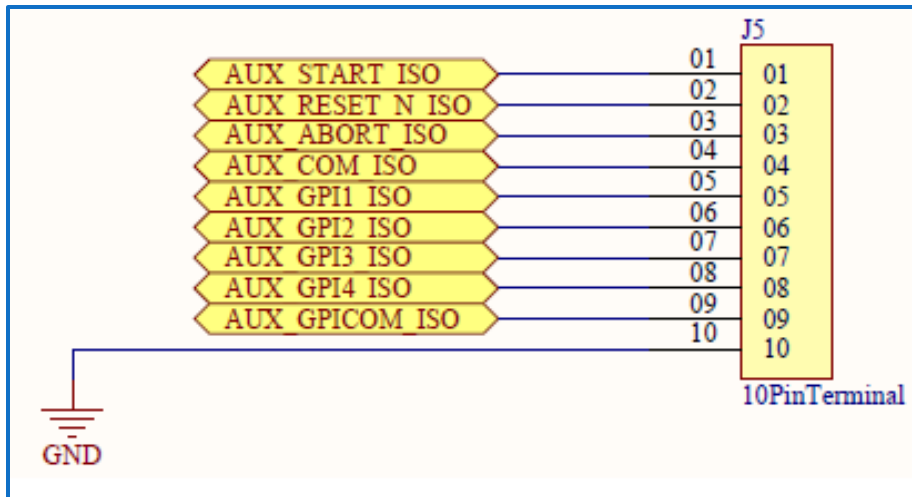 J5
AUX_START_ISO 01 01
AUX_RESET_N_ISO 02 02
AUX_ABORT_ISO 03 03
AUX_COM_ISO 04 04
AUX_GPI1_ISO 05 05
AUX_GPI2_ISO 06 06
AUX_GPI3_ISO 07 07
AUX_GPI4_ISO 08 08
AUX_GPICOM_ISO 09 09
10 10
10PinTerminal
GND